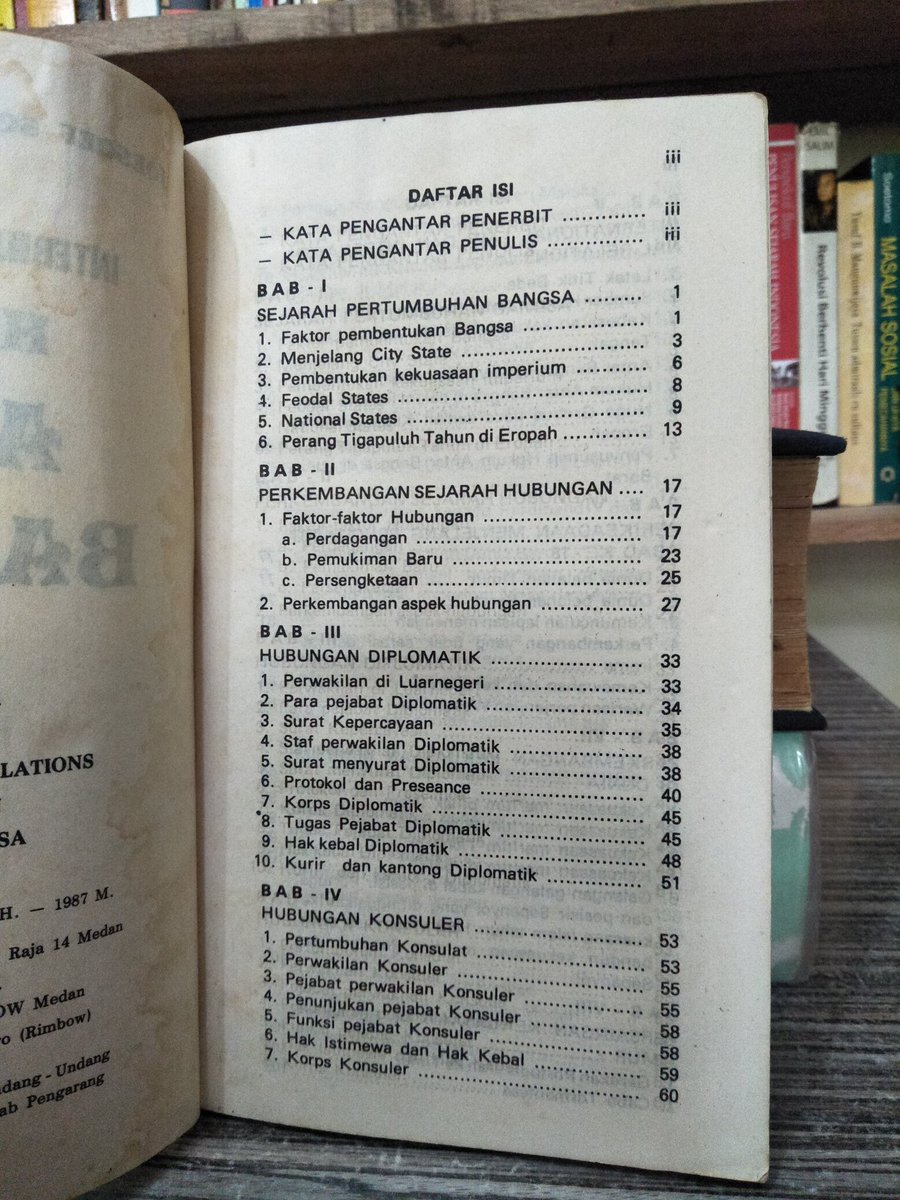 LATIONS
SA
H. — 1987 M.
Raja 14 Medan
OW Medan
ro (Rimbow)
dang - Undang
ab Pengarang
iii
DAFTAR ISI
— KATA PENGANTAR PENERBIT ............ iii
— KATA PENGANTAR PENULIS .............. iii
BAB - I
SEJARAH PERTUMBUHAN BANGSA ........ 1
1. Faktor pembentukan Bangsa ................. 1
2. Menjelang City State .......................... 3
3. Pembentukan kekuasaan imperium ........... 6
4. Feodal States ................................... 8
5. National States ................................. 9
6. Perang Tigapuluh Tahun di Eropah ............ 13
BAB - II
PERKEMBANGAN SEJARAH HUBUNGAN .... 17
1. Faktor-faktor Hubungan ...................... 17
a. Perdagangan ................................ 17
b. Pemukiman Baru ........................... 23
c. Persengketaan .............................. 25
2. Perkembangan aspek hubungan ............... 27
BAB - III
HUBUNGAN DIPLOMATIK ..................... 33
1. Perwakilan di Luarnegeri ...................... 33
2. Para pejabat Diplomatik ....................... 34
3. Surat Kepercayaan ............................. 35
4. Staf perwakilan Diplomatik .................... 38
5. Surat menyurat Diplomatik .................... 38
6. Protokol dan Preseance ........................ 40
7. Korps Diplomatik ............................... 45
8. Tugas Pejabat Diplomatik ...................... 45
9. Hak kebal Diplomatik ........................... 48
10. Kurir dan kantong Diplomatik ................ 51
BAB - IV
HUBUNGAN KONSULER ........................ 53
1. Pertumbuhan Konsulat ......................... 53
2. Perwakilan Konsuler ............................ 55
3. Pejabat perwakilan Konsuler ................... 55
4. Penunjukan pejabat Konsuler .................. 58
5. Funksi pejabat Konsuler ........................ 58
6. Hak Istimewa dan Hak Kebal ................... 59
7. Korps Konsuler .................................. 60
SALIM
Revolusi Berhenti Hari Minggu
Soetomo
MASALAH SOSIAL